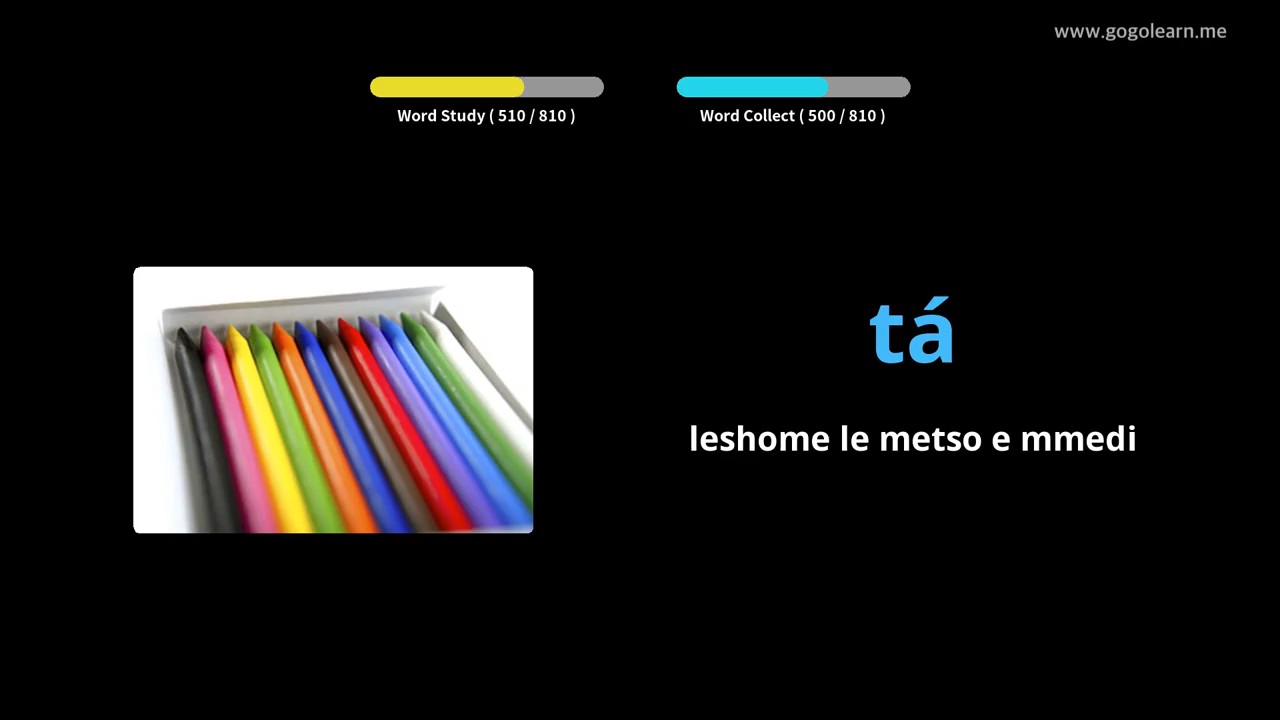 www.gogolearn.me
Word Study ( 510 / 810 )
Word Collect ( 500 / 810 )
tá
leshome le metso e mmedi